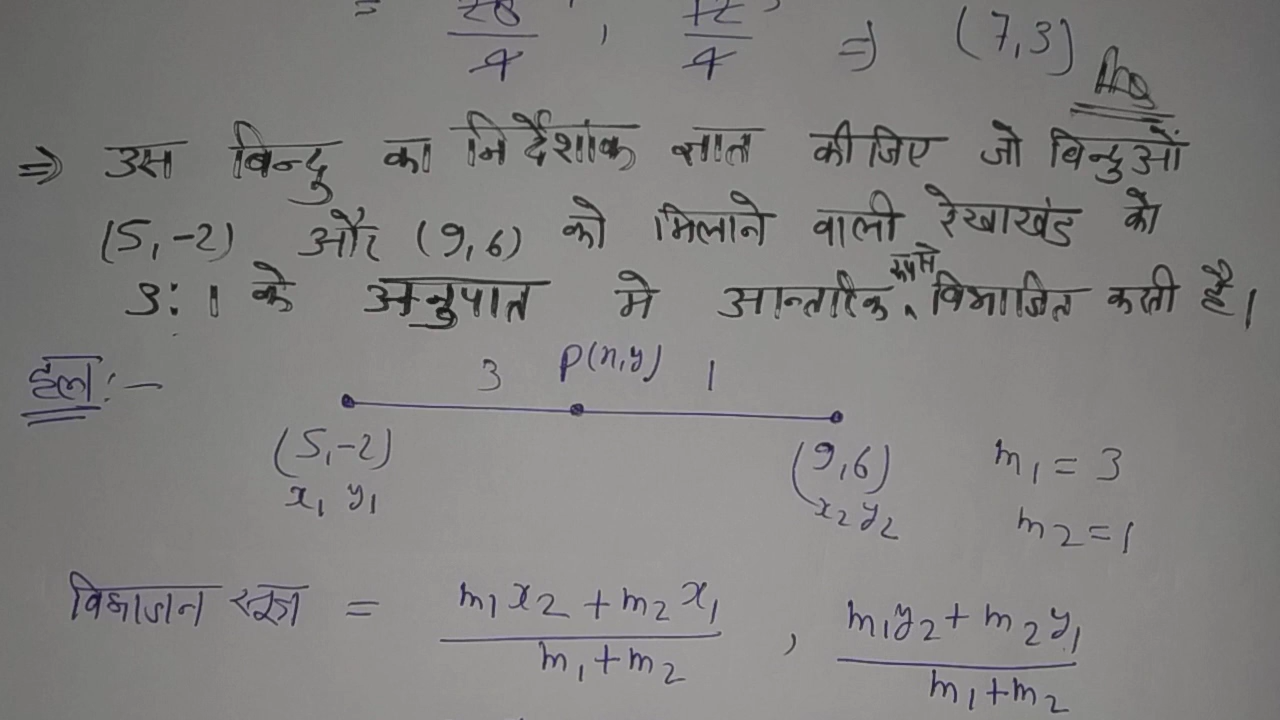 = 28/4 , 12/4 ⇒ (7,3) Ans
⇒ उस बिन्दु का निर्देशांक ज्ञात कीजिए जो बिन्दुओं
(5,-2) और (9,6) को मिलाने वाली रेखाखंड को
3:1 के अनुपात मे आन्तरिक रूप से विभाजित करती है।
हल:-
3 P(x,y) 1
(5,-2) (9,6) m₁ = 3
x₁ y₁ x₂ y₂ m₂ = 1
विभाजन सूत्र = (m₁x₂ + m₂x₁)/(m₁ + m₂) , (m₁y₂ + m₂y₁)/(m₁ + m₂)